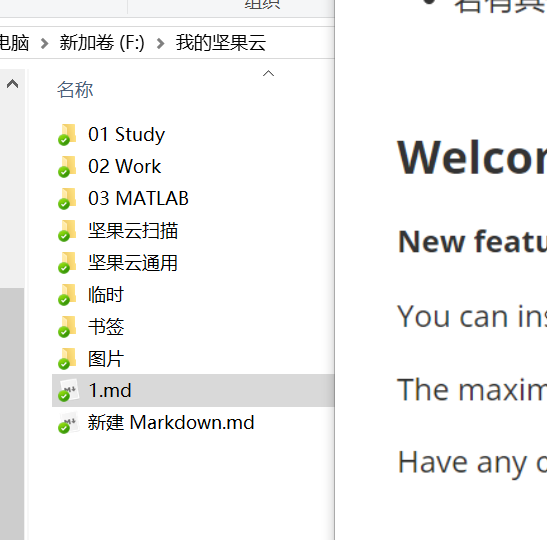 组织
电脑 > 新加卷 (F:) > 我的坚果云
名称
01 Study
02 Work
03 MATLAB
坚果云扫描
坚果云通用
临时
书签
图片
1.md
新建 Markdown.md
若有其
Welcom
New featu
You can ins
The maxim
Have any